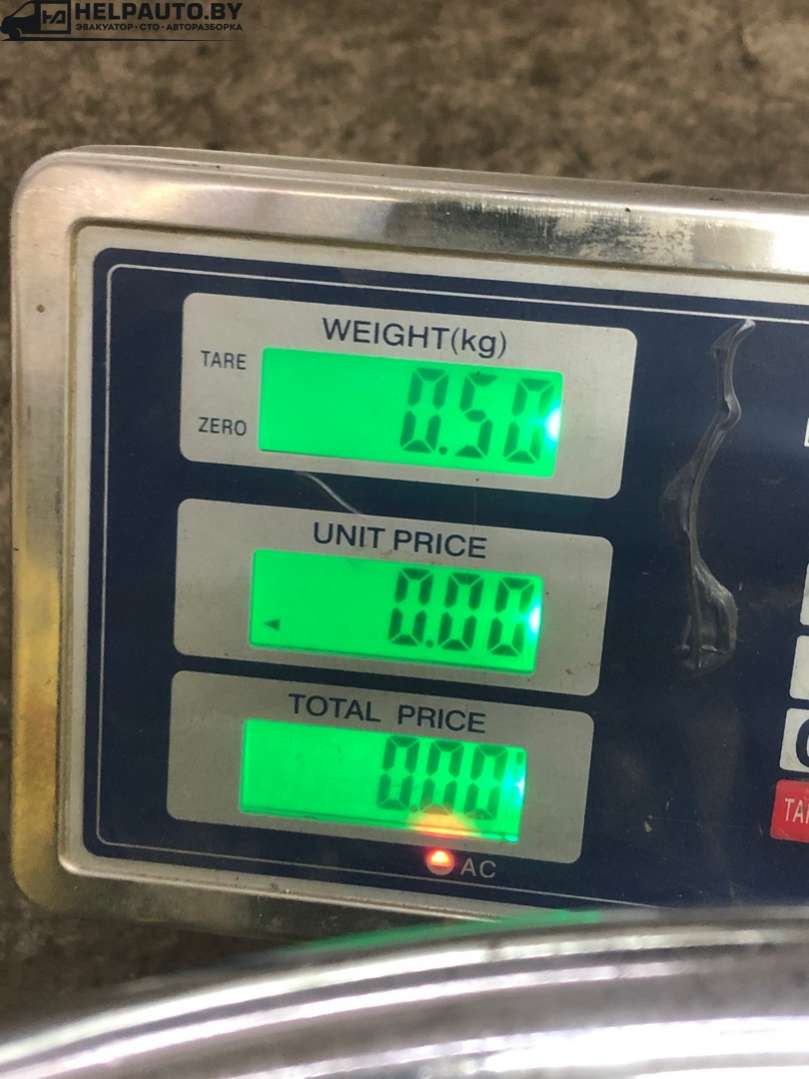 HELPAUTO.BY
ЭВАКУАТОР • СТО • АВТОРАЗБОРКА
WEIGHT(kg)
TARE
0.50
ZERO
UNIT PRICE
0.00
TOTAL PRICE
0.00
AC